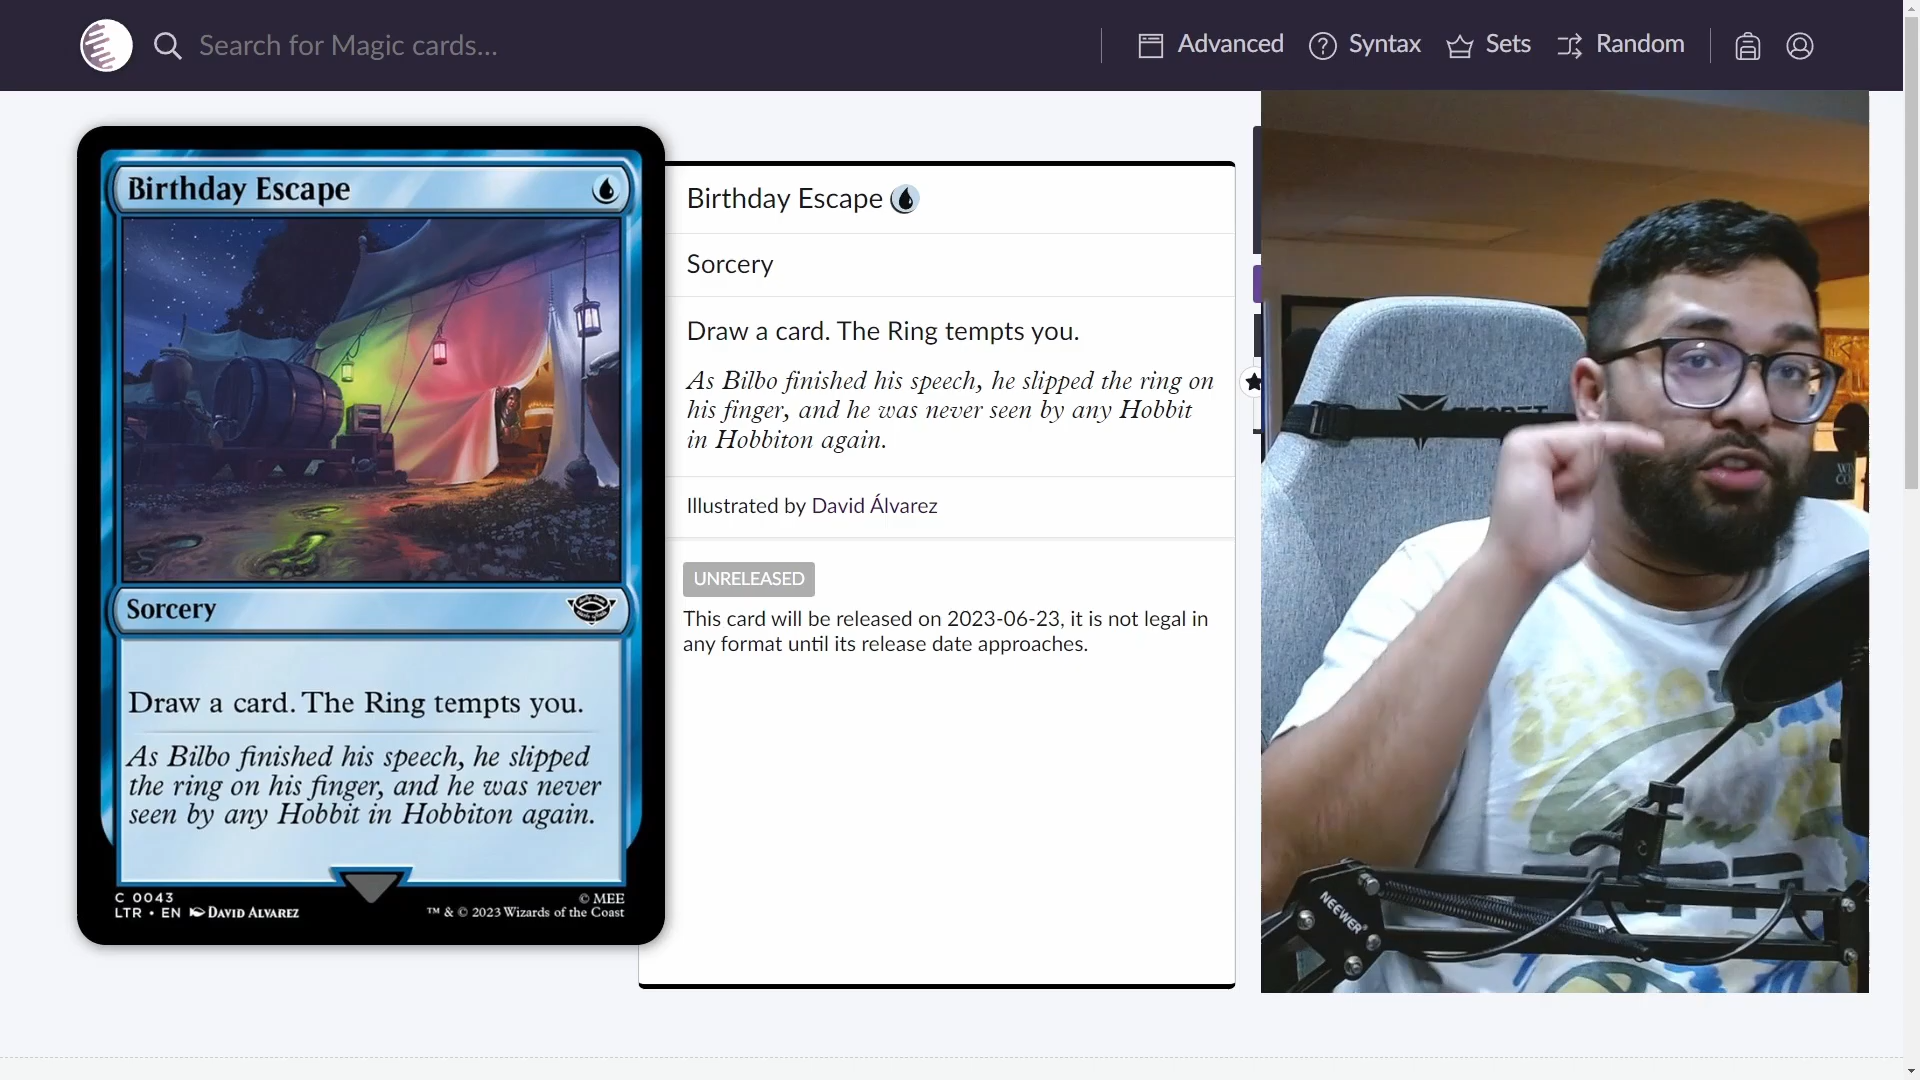 Search for Magic cards...
Advanced
Syntax
Sets
Random
Birthday Escape
Sorcery
Draw a card. The Ring tempts you.
As Bilbo finished his speech, he slipped
the ring on his finger, and he was never
seen by any Hobbit in Hobbiton again.
C 0043
LTR • EN DAVID ALVAREZ
© MEE
™ & © 2023 Wizards of the Coast
Birthday Escape
Sorcery
Draw a card. The Ring tempts you.
As Bilbo finished his speech, he slipped the ring on
his finger, and he was never seen by any Hobbit
in Hobbiton again.
Illustrated by David Álvarez
UNRELEASED
This card will be released on 2023-06-23, it is not legal in
any format until its release date approaches.
NEEWER